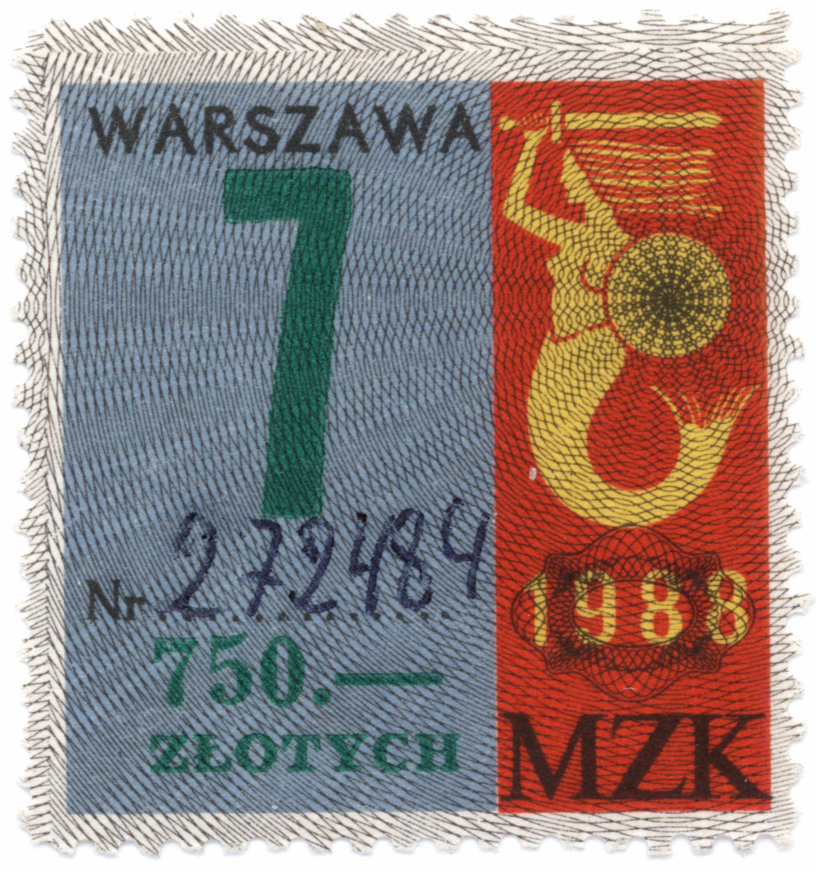 WARSZAWA
7
Nr 272484
750.—
ZŁOTYCH
1988
MZK